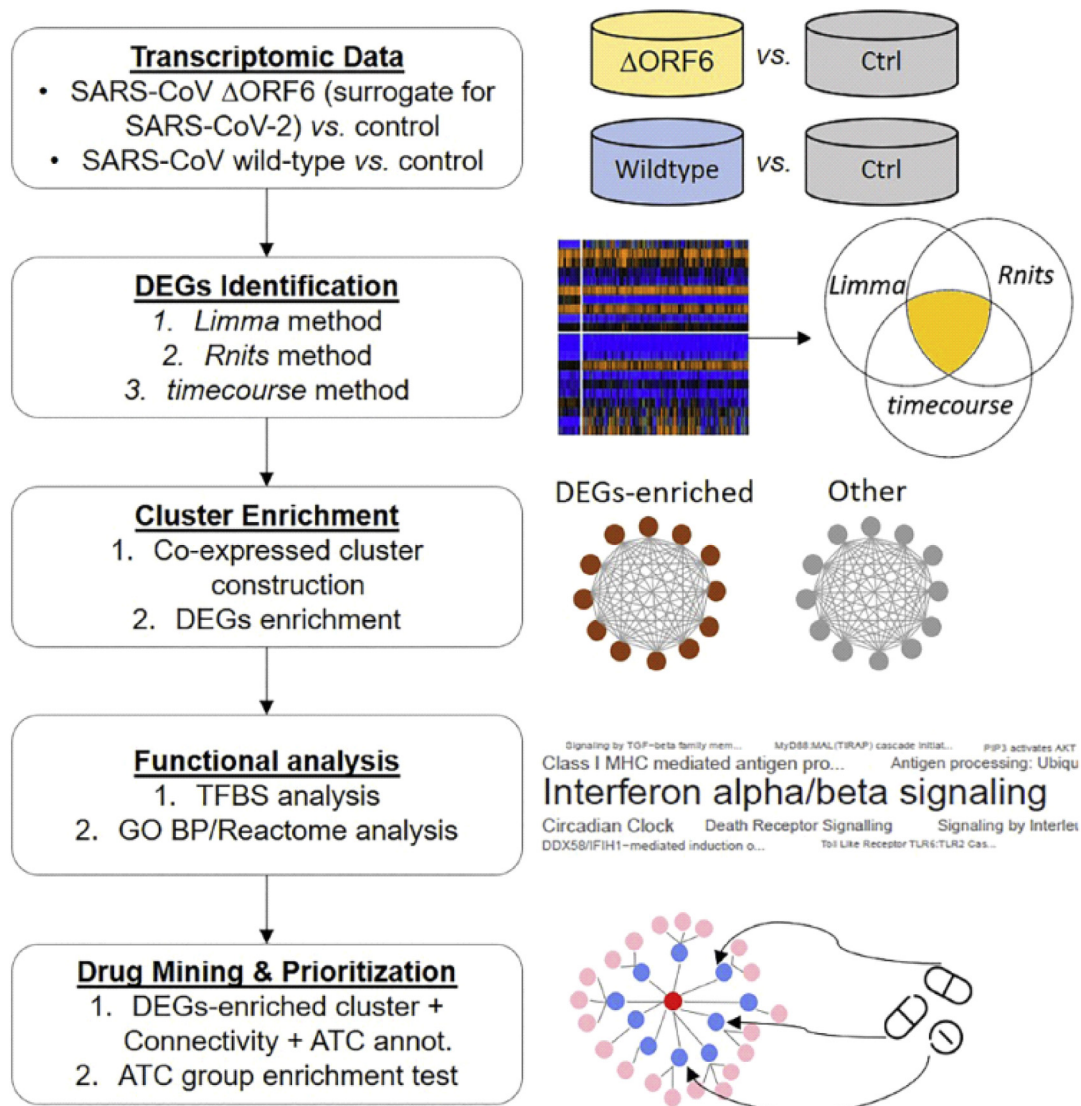 Transcriptomic Data
• SARS-CoV ΔORF6 (surrogate for
SARS-CoV-2) vs. control
• SARS-CoV wild-type vs. control
ΔORF6 vs. Ctrl
Wildtype vs. Ctrl
DEGs Identification
1. Limma method
2. Rnits method
3. timecourse method
Limma
Rnits
timecourse
Cluster Enrichment
1. Co-expressed cluster
construction
2. DEGs enrichment
DEGs-enriched Other
Functional analysis
1. TFBS analysis
2. GO BP/Reactome analysis
Signaling by TGF-beta family mem... MyD88:MAL(TIRAP) cascade initiat... PIP3 activates AKT
Class I MHC mediated antigen pro... Antigen processing: Ubiqu
Interferon alpha/beta signaling
Circadian Clock Death Receptor Signalling Signaling by Interleu
DDX58/IFIH1-mediated induction o... Toll Like Receptor TLR6:TLR2 Cas...
Drug Mining & Prioritization
1. DEGs-enriched cluster +
Connectivity + ATC annot.
2. ATC group enrichment test